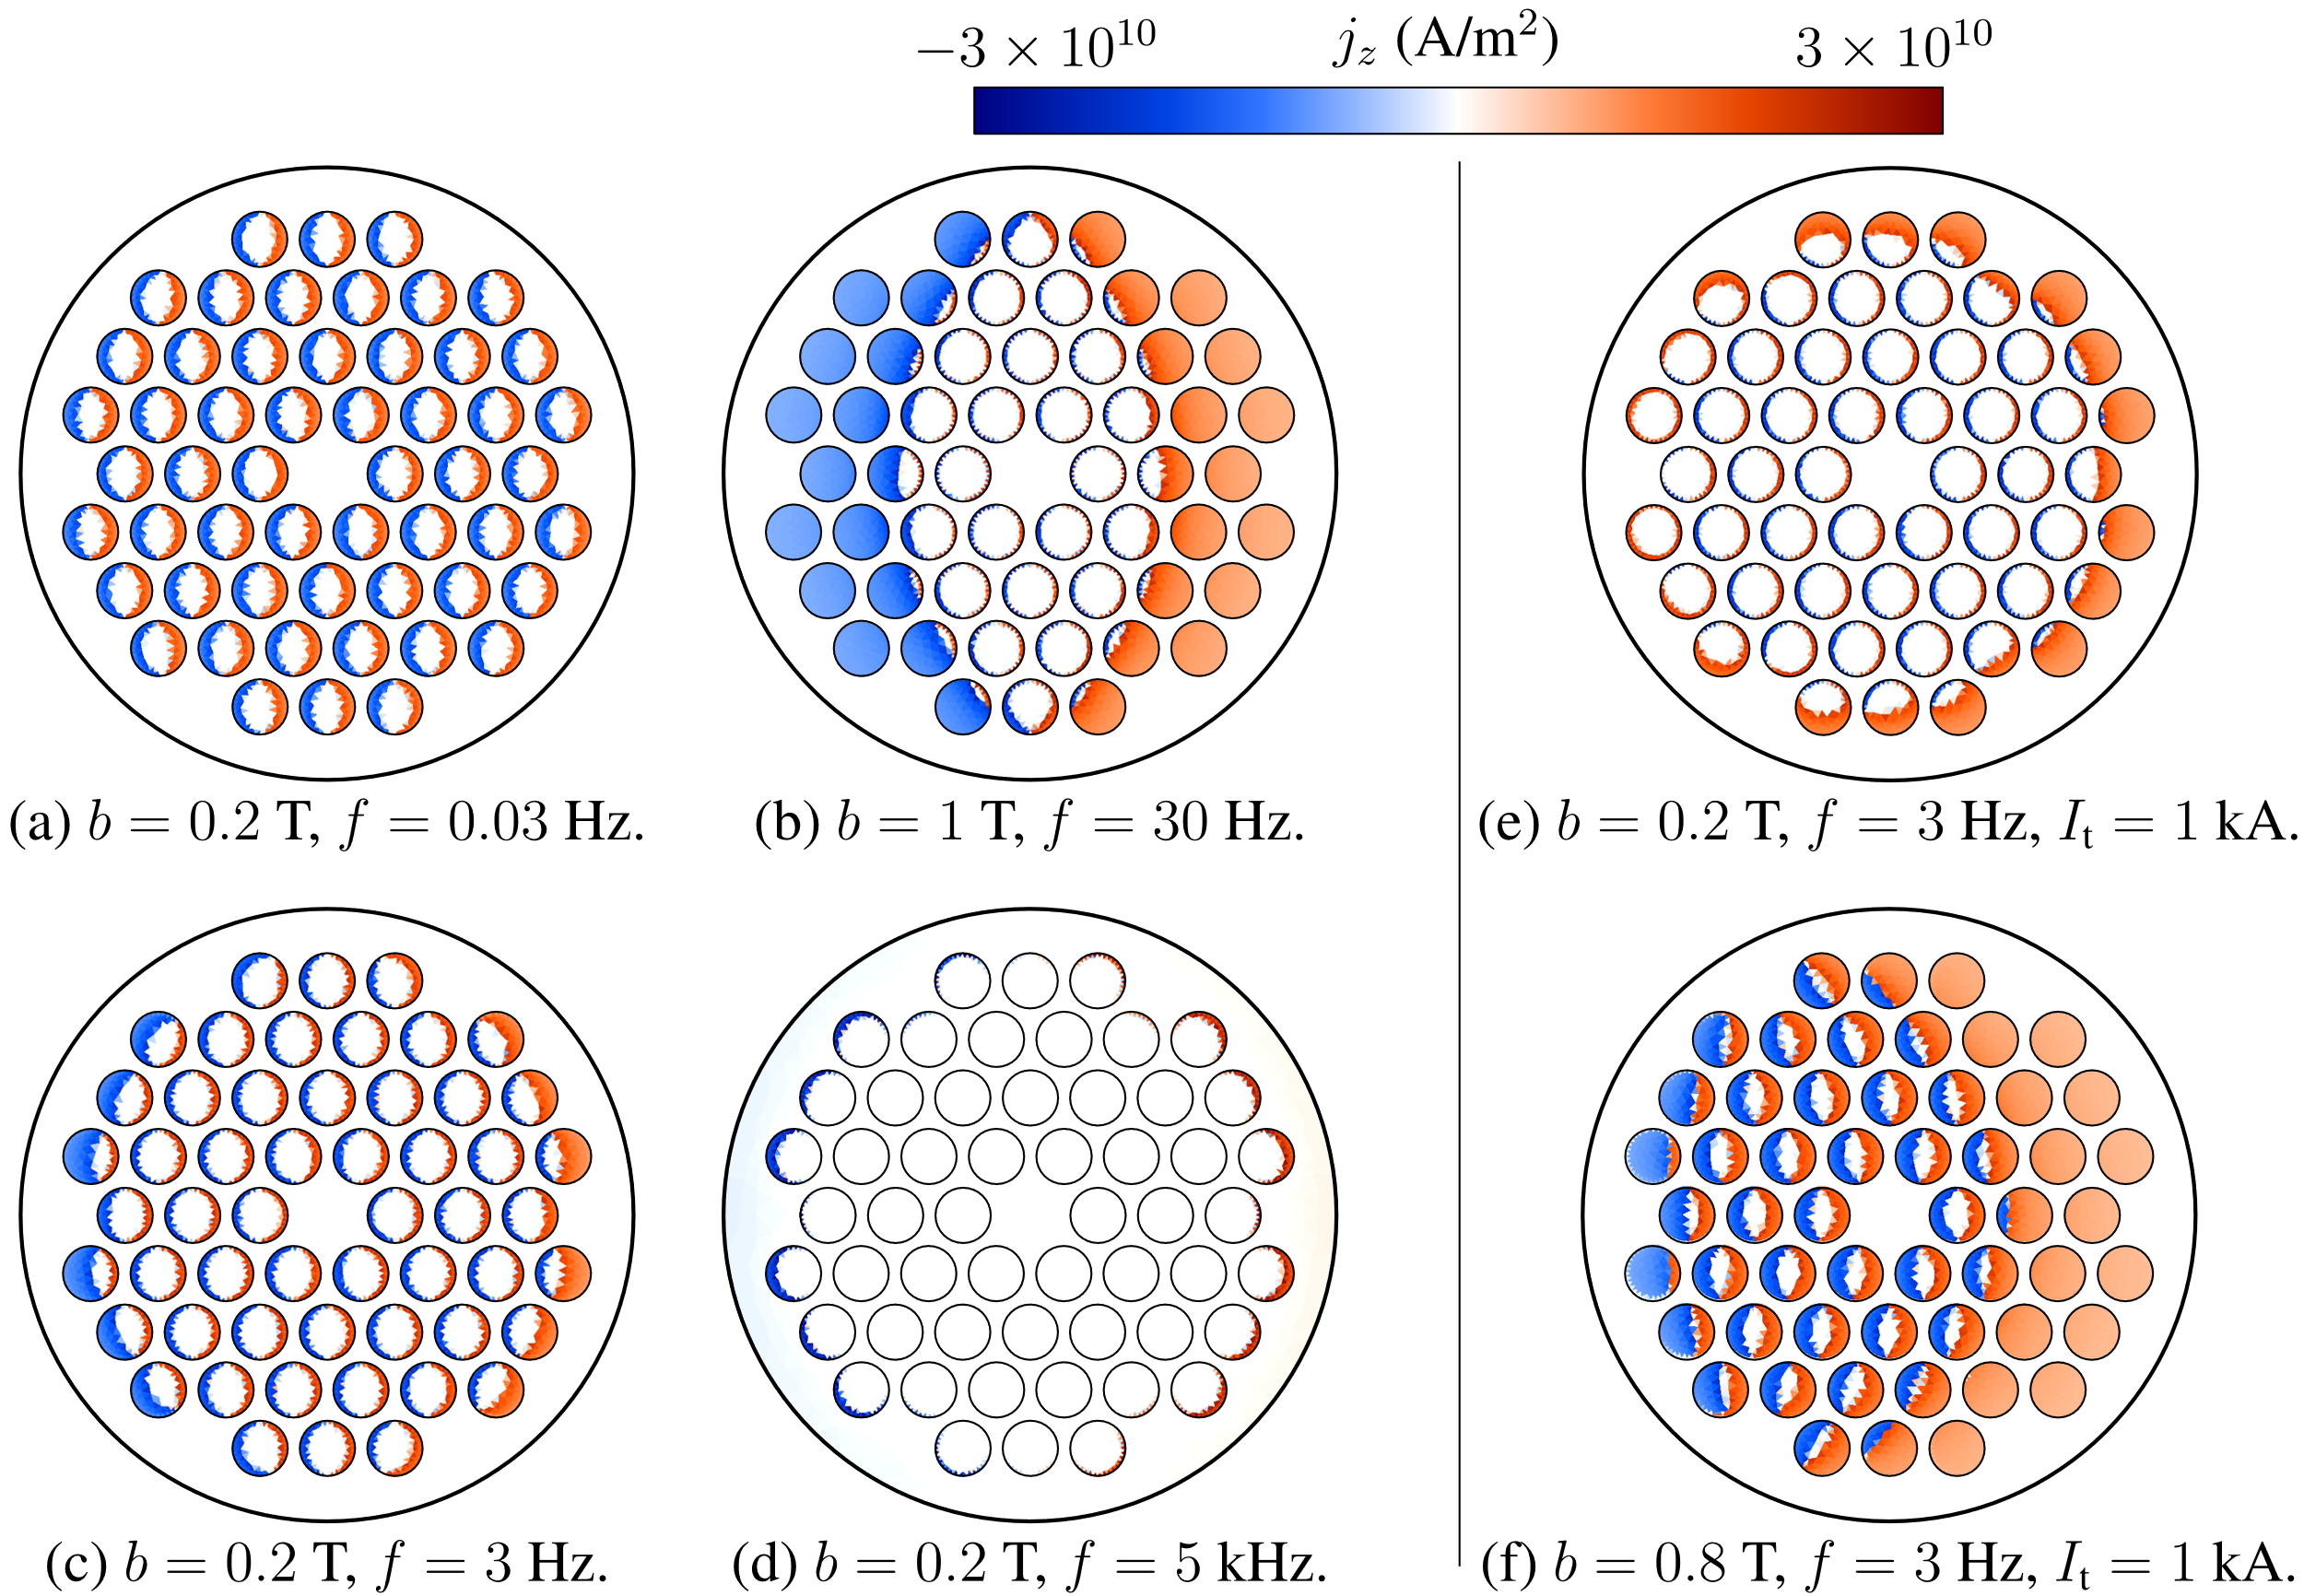 −3 × 10¹⁰ j_z (A/m²) 3 × 10¹⁰
(a) b = 0.2 T, f = 0.03 Hz.
(b) b = 1 T, f = 30 Hz.
(e) b = 0.2 T, f = 3 Hz, I_t = 1 kA.
(c) b = 0.2 T, f = 3 Hz.
(d) b = 0.2 T, f = 5 kHz.
(f) b = 0.8 T, f = 3 Hz, I_t = 1 kA.